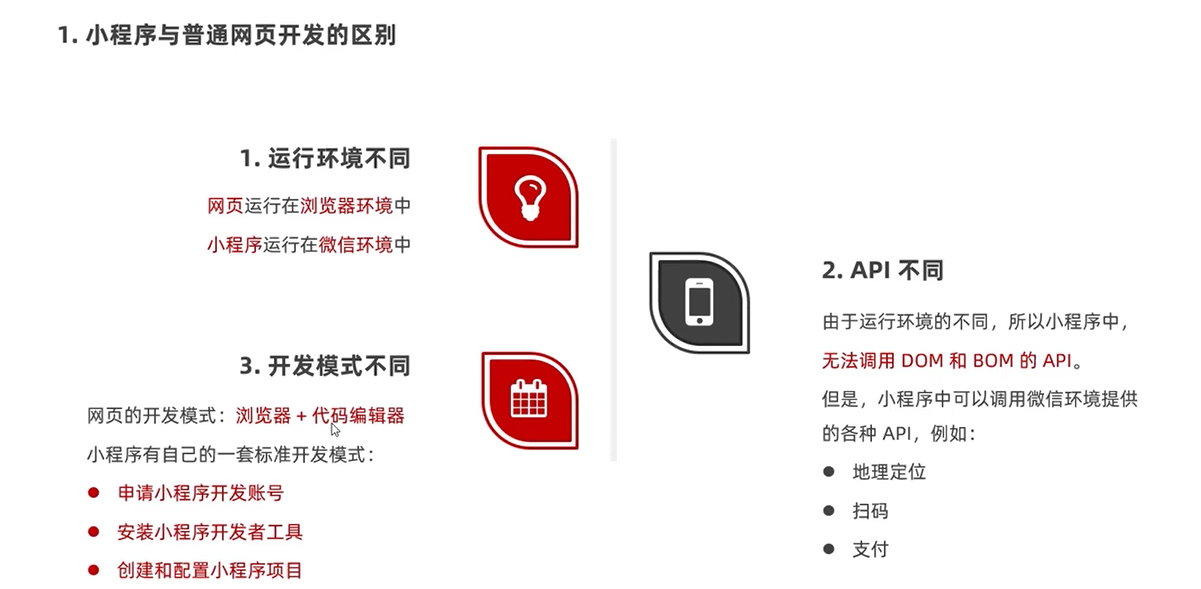 1. 小程序与普通网页开发的区别
1. 运行环境不同
网页运行在浏览器环境中
小程序运行在微信环境中
2. API 不同
由于运行环境的不同，所以小程序中，
无法调用 DOM 和 BOM 的 API。
但是，小程序中可以调用微信环境提供
的各种 API，例如：
● 地理定位
● 扫码
● 支付
3. 开发模式不同
网页的开发模式：浏览器 + 代码编辑器
小程序有自己的一套标准开发模式：
● 申请小程序开发账号
● 安装小程序开发者工具
● 创建和配置小程序项目